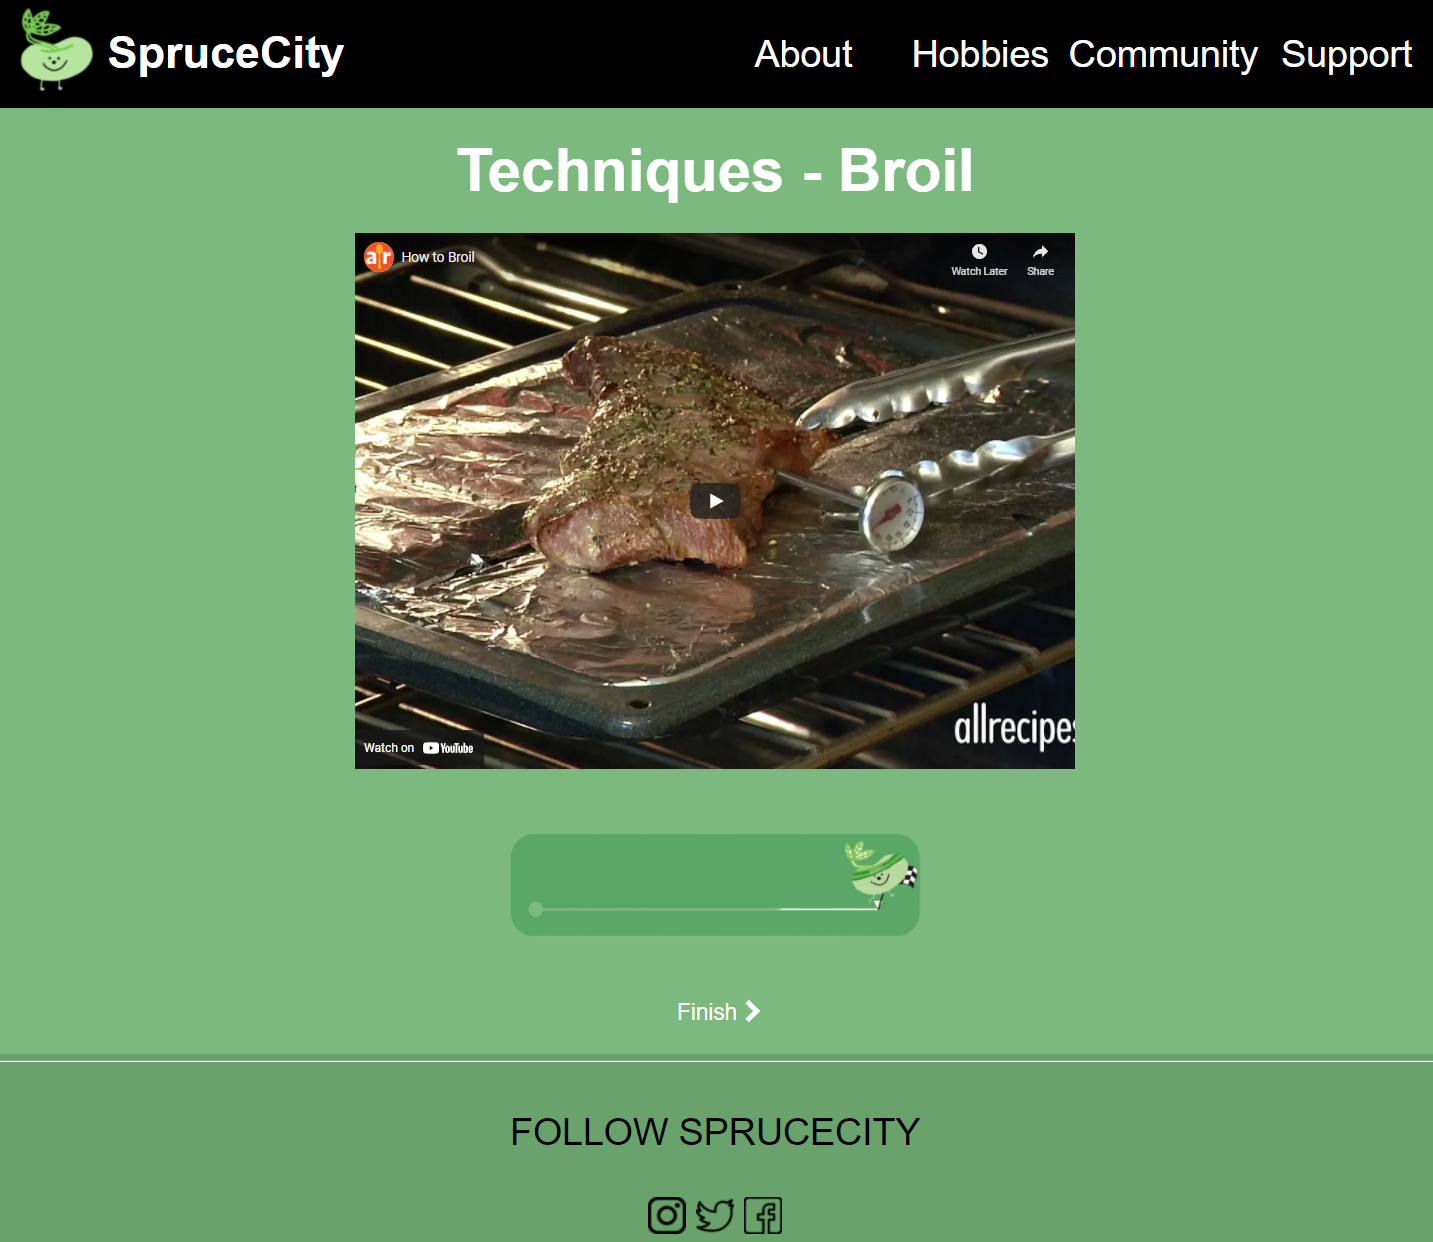 SpruceCity
About Hobbies Community Support
Techniques - Broil
ar How to Broil
Watch Later Share
allrecipes
Watch on YouTube
Finish
FOLLOW SPRUCECITY